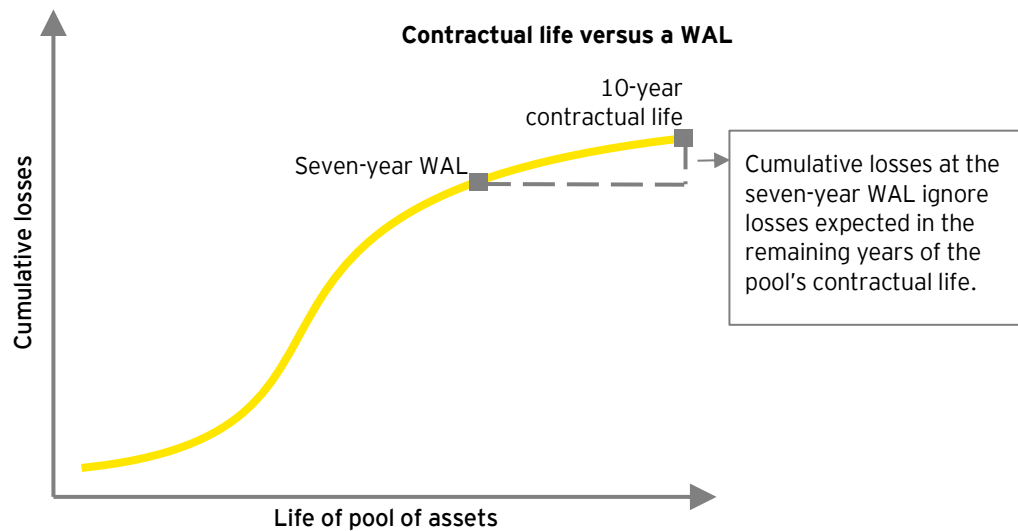 Contractual life versus a WAL
10-year
contractual life
Seven-year WAL
Cumulative losses at the
seven-year WAL ignore
losses expected in the
remaining years of the
pool's contractual life.
Cumulative losses
Life of pool of assets